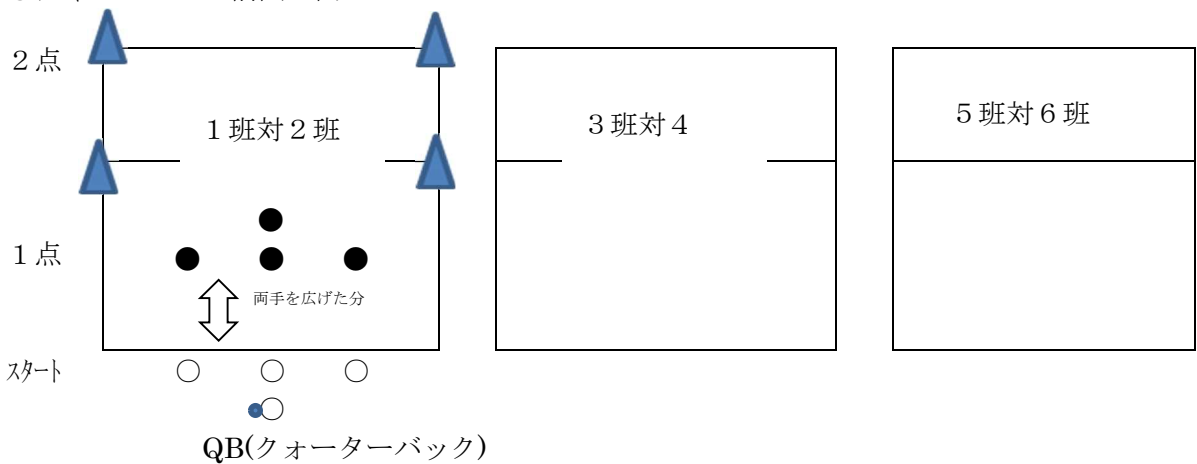 2点
1班対2班
3班対4
5班対6班
1点
両手を広げた分
スタート
QB(クォーターバック)